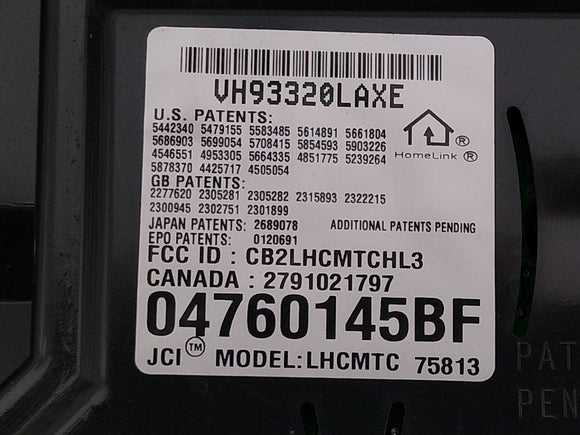 VH93320LAXE
U.S. PATENTS:
5442340 5479155 5583485 5614891 5661804
5686903 5699054 5708415 5854593 5903226
4546551 4953305 5664335 4851775 5239264
5878370 4425717 4505054
HomeLink®
®
GB PATENTS:
2277620 2305281 2305282 2315893 2322215
2300945 2302751 2301899
JAPAN PATENTS: 2689078 ADDITIONAL PATENTS PENDING
EPO PATENTS: 0120691
FCC ID : CB2LHCMTCHL3
CANADA : 2791021797
04760145BF
JCI™ MODEL:LHCMTC 75813
PAT
PEN